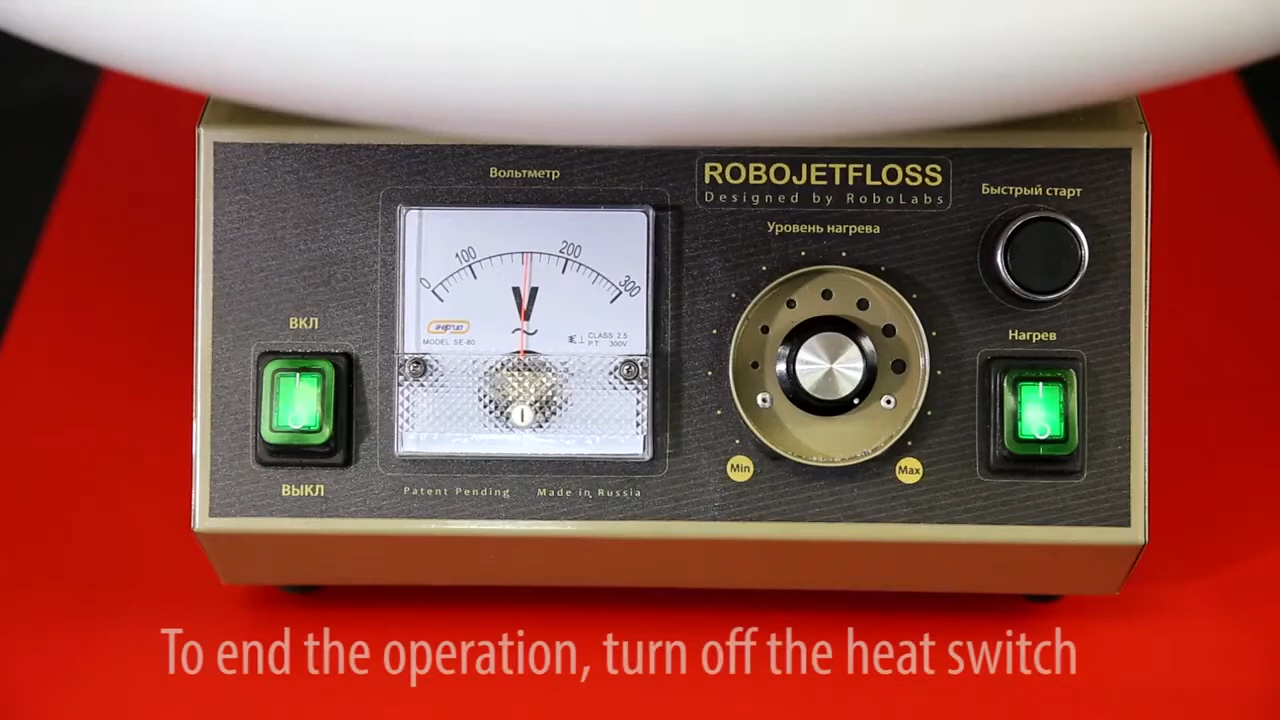 Вольтметр
ROBOJETFLOSS
Designed by RoboLabs
Быстрый старт
Уровень нагрева
0 100 200 300
V
~
энергия
MODEL SE-80
CLASS 2.5
P.T. 300V
ВКЛ
Нагрев
ВЫКЛ
Min
Max
Patent Pending Made in Russia
To end the operation, turn off the heat switch